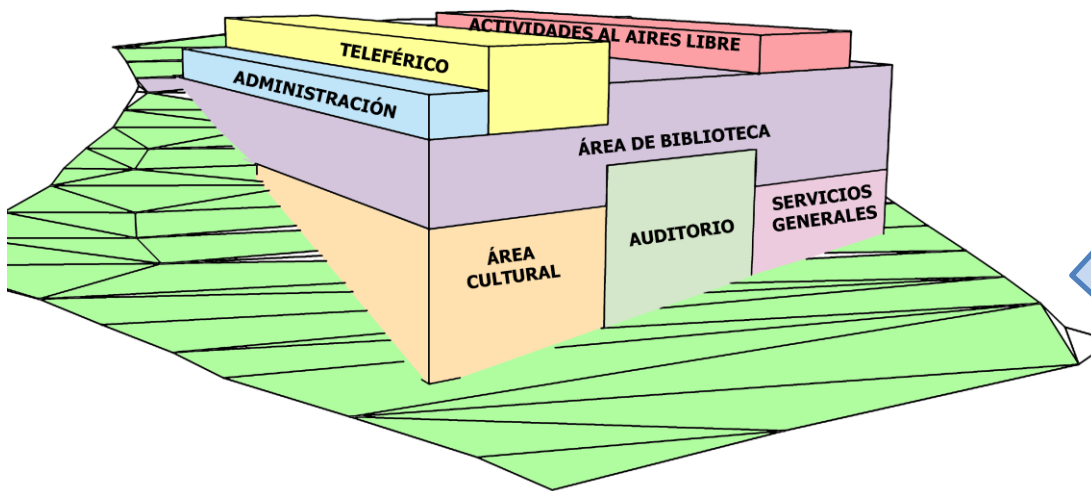 ACTIVIDADES AL AIRES LIBRE
TELEFÉRICO
ADMINISTRACIÓN
ÁREA DE BIBLIOTECA
ÁREA
CULTURAL
AUDITORIO
SERVICIOS
GENERALES